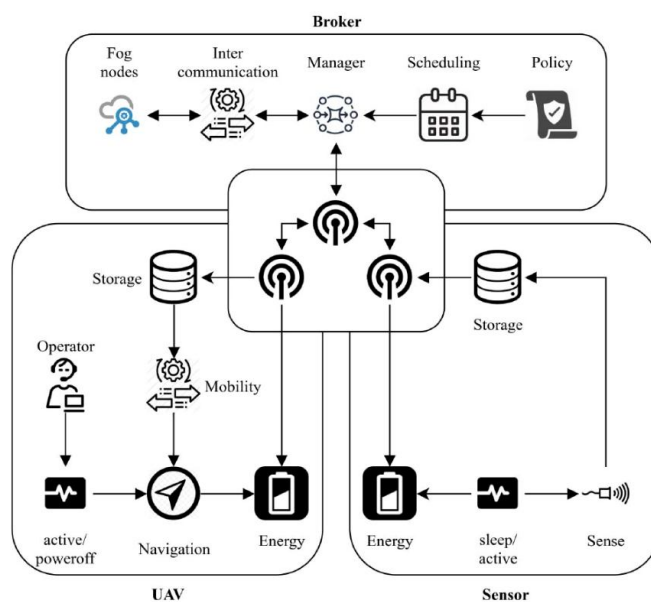 Broker
Fog
nodes
Inter
communication
Manager
Scheduling
Policy
Storage
Storage
Operator
Mobility
active/
poweroff
Navigation
Energy
Energy
sleep/
active
Sense
UAV
Sensor